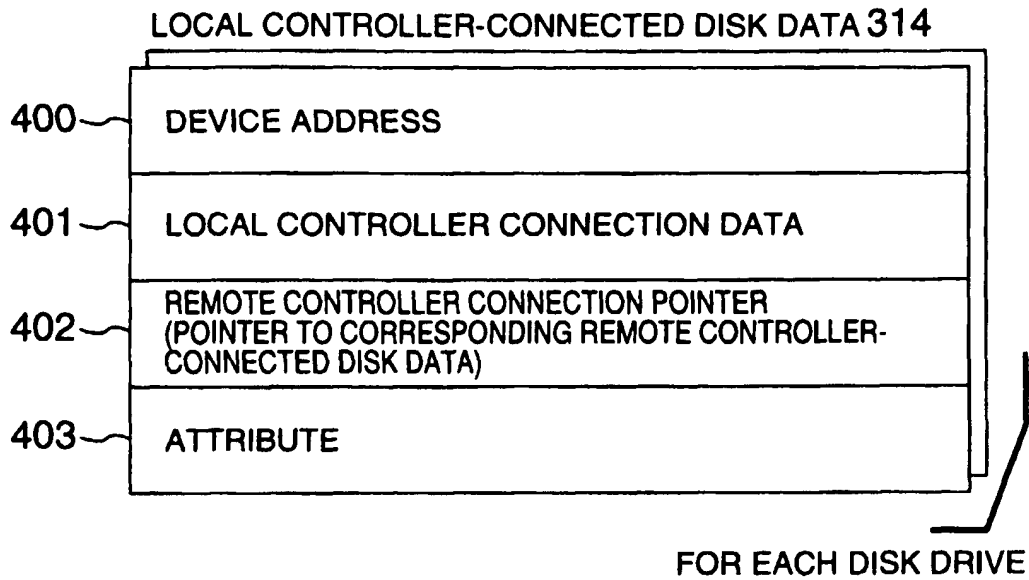 LOCAL CONTROLLER-CONNECTED DISK DATA 314
400 DEVICE ADDRESS
401 LOCAL CONTROLLER CONNECTION DATA
REMOTE CONTROLLER CONNECTION POINTER
402 (POINTER TO CORRESPONDING REMOTE CONTROLLER-
CONNECTED DISK DATA)
403 ATTRIBUTE
FOR EACH DISK DRIVE